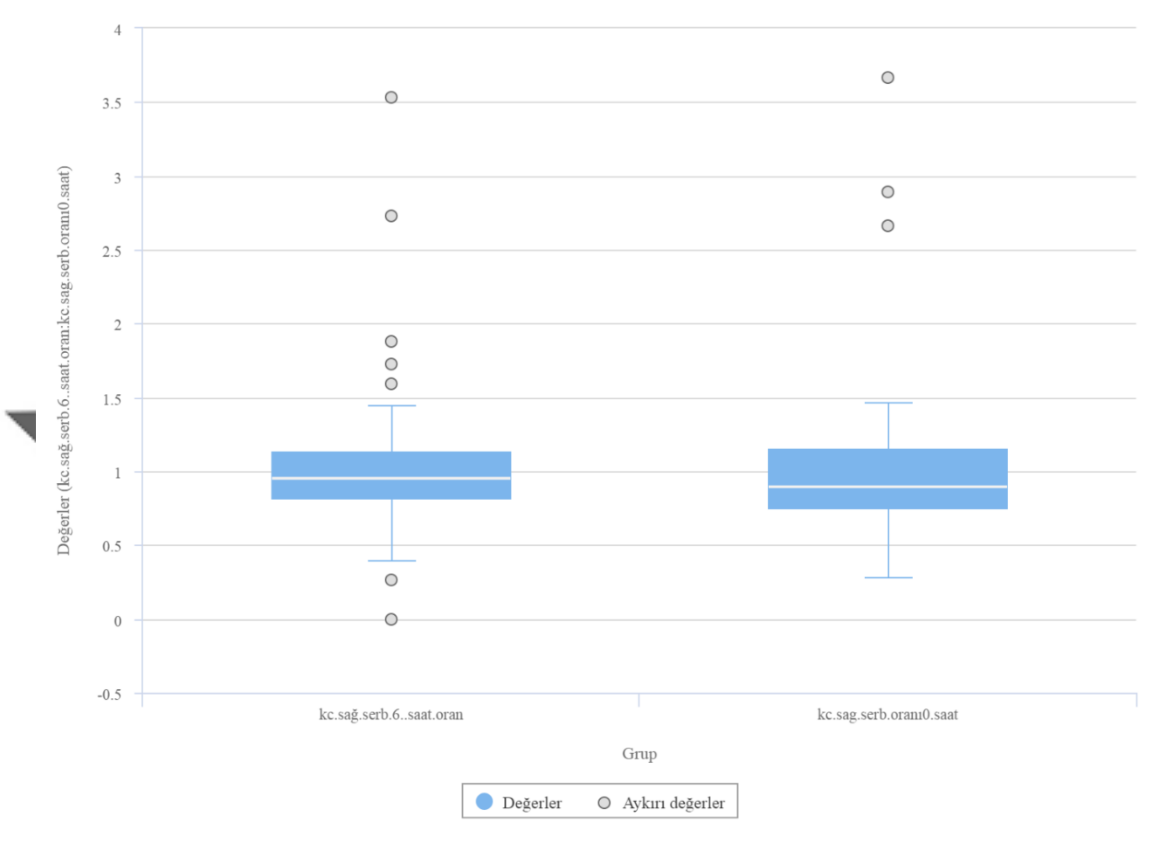 4
3.5
3
2.5
2
1.5
1
0.5
0
-0.5
Değerler (kc.sağ.serb.6..saat.oran:kc.sag.serb.oranı0.saat)
kc.sağ.serb.6..saat.oran
kc.sag.serb.oranı0.saat
Grup
Değerler
Aykırı değerler